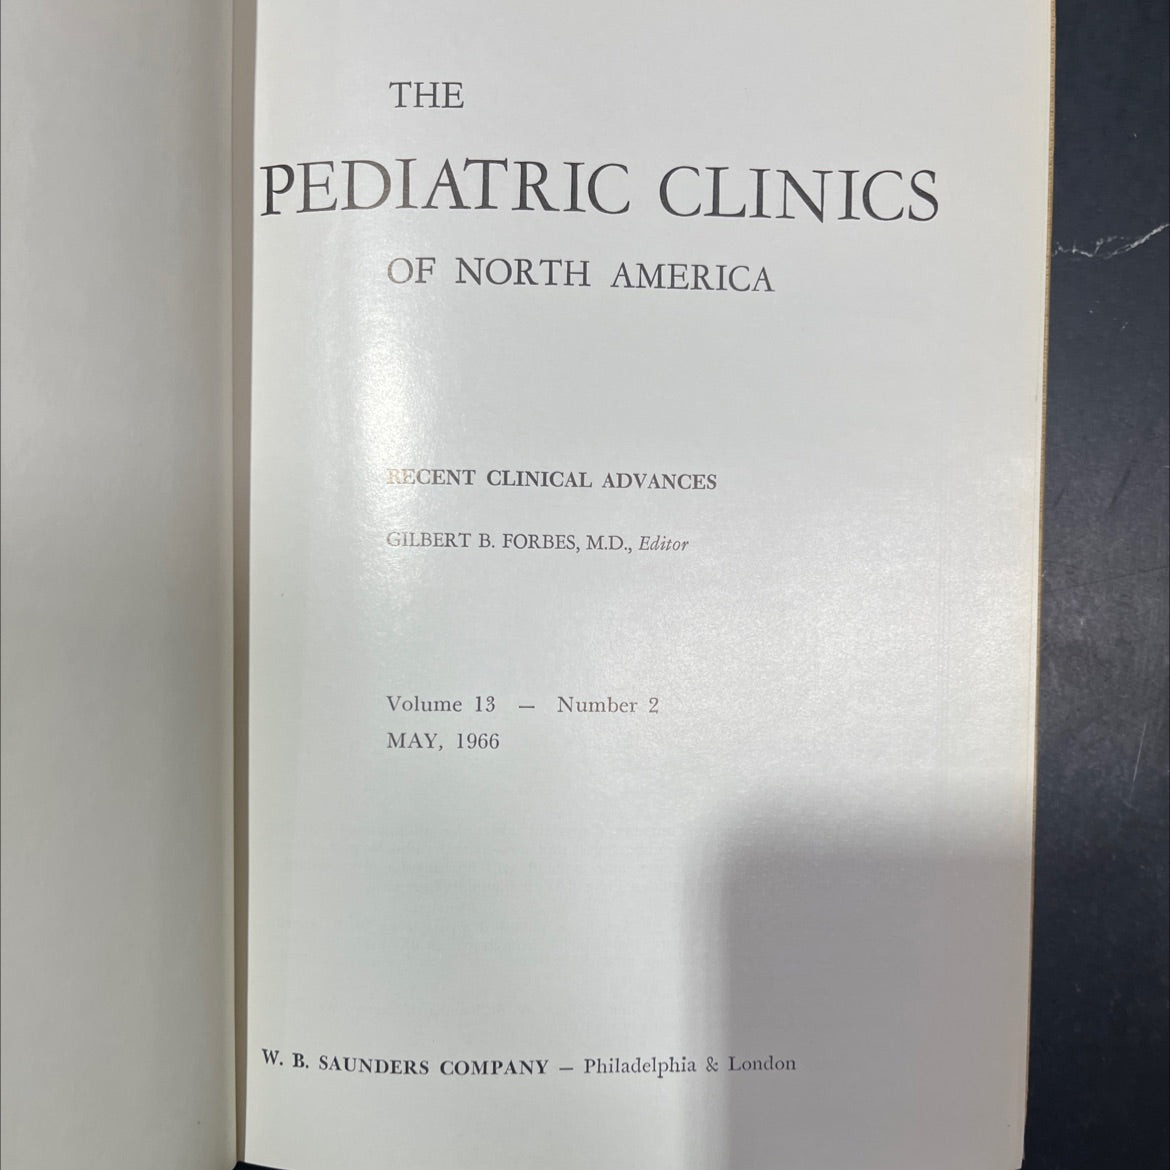 THE
PEDIATRIC CLINICS
OF NORTH AMERICA
RECENT CLINICAL ADVANCES
GILBERT B. FORBES, M.D., Editor
Volume 13 — Number 2
MAY, 1966
W. B. SAUNDERS COMPANY — Philadelphia & London